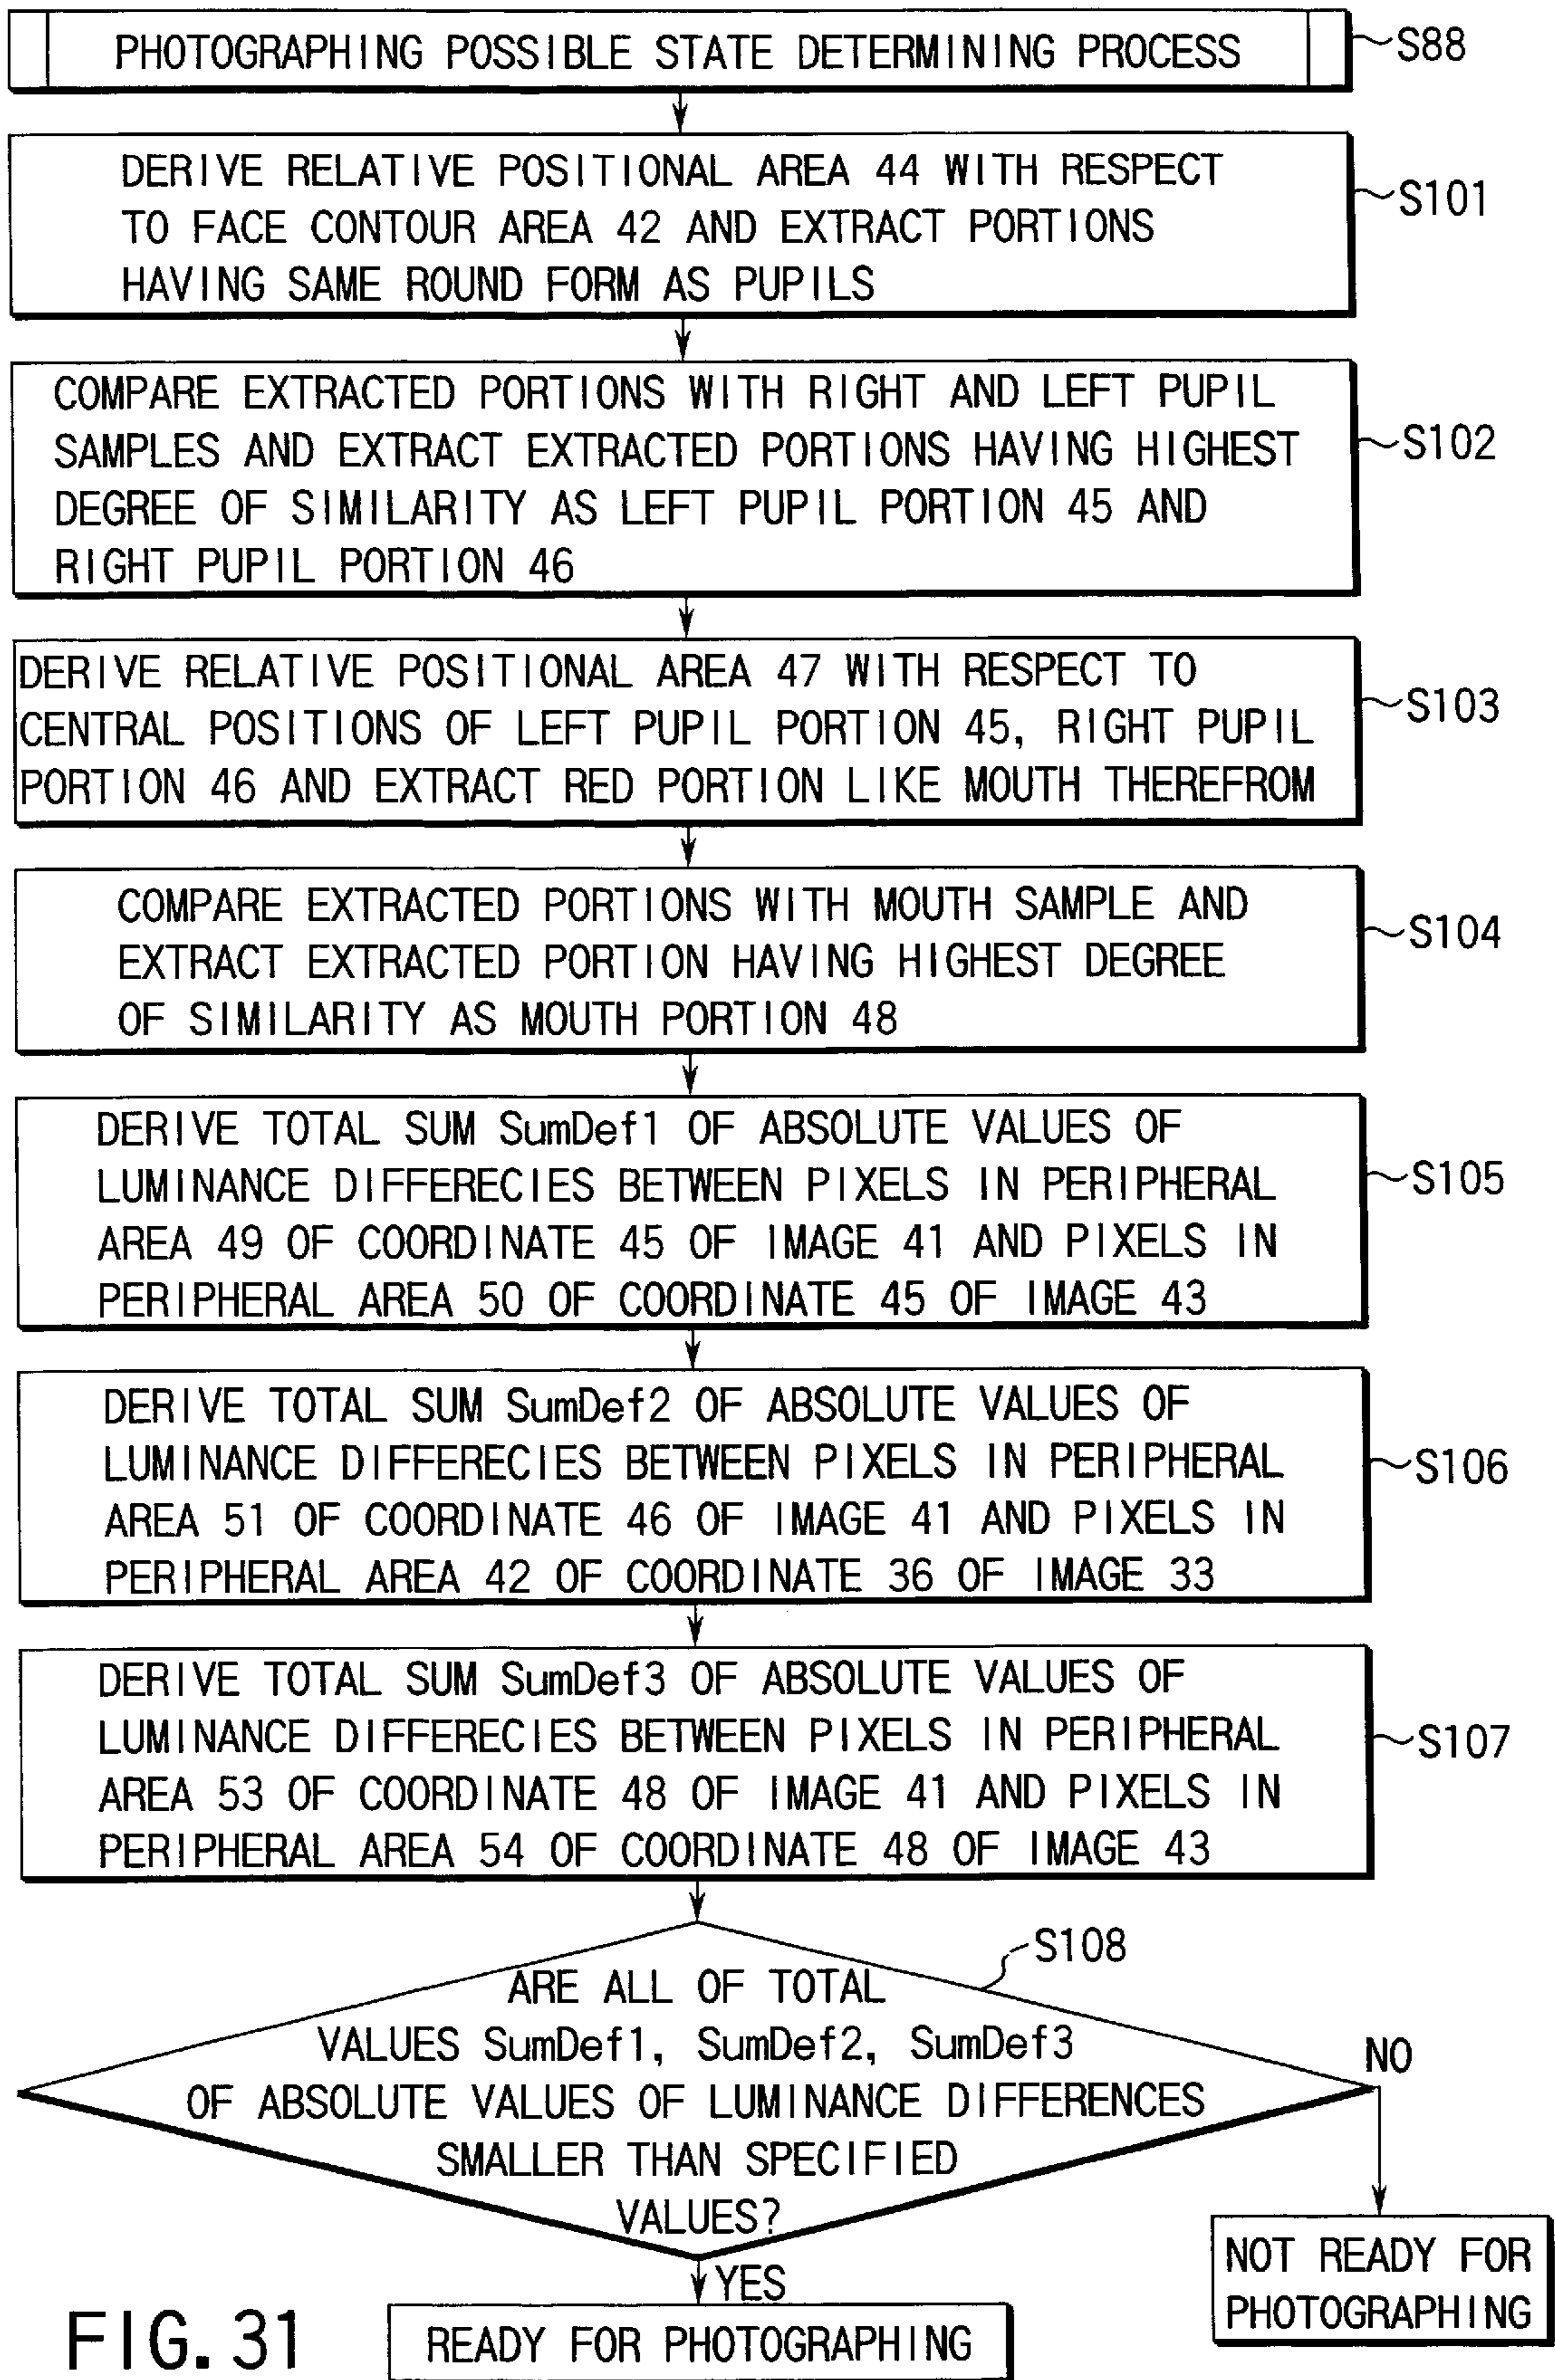 PHOTOGRAPHING POSSIBLE STATE DETERMINING PROCESS
S88
DERIVE RELATIVE POSITIONAL AREA 44 WITH RESPECT
TO FACE CONTOUR AREA 42 AND EXTRACT PORTIONS
HAVING SAME ROUND FORM AS PUPILS
S101
COMPARE EXTRACTED PORTIONS WITH RIGHT AND LEFT PUPIL
SAMPLES AND EXTRACT EXTRACTED PORTIONS HAVING HIGHEST
DEGREE OF SIMILARITY AS LEFT PUPIL PORTION 45 AND
RIGHT PUPIL PORTION 46
S102
DERIVE RELATIVE POSITIONAL AREA 47 WITH RESPECT TO
CENTRAL POSITIONS OF LEFT PUPIL PORTION 45, RIGHT PUPIL
PORTION 46 AND EXTRACT RED PORTION LIKE MOUTH THEREFROM
S103
COMPARE EXTRACTED PORTIONS WITH MOUTH SAMPLE AND
EXTRACT EXTRACTED PORTION HAVING HIGHEST DEGREE
OF SIMILARITY AS MOUTH PORTION 48
S104
DERIVE TOTAL SUM SumDef1 OF ABSOLUTE VALUES OF
LUMINANCE DIFFERECIES BETWEEN PIXELS IN PERIPHERAL
AREA 49 OF COORDINATE 45 OF IMAGE 41 AND PIXELS IN
PERIPHERAL AREA 50 OF COORDINATE 45 OF IMAGE 43
S105
DERIVE TOTAL SUM SumDef2 OF ABSOLUTE VALUES OF
LUMINANCE DIFFERECIES BETWEEN PIXELS IN PERIPHERAL
AREA 51 OF COORDINATE 46 OF IMAGE 41 AND PIXELS IN
PERIPHERAL AREA 42 OF COORDINATE 36 OF IMAGE 33
S106
DERIVE TOTAL SUM SumDef3 OF ABSOLUTE VALUES OF
LUMINANCE DIFFERECIES BETWEEN PIXELS IN PERIPHERAL
AREA 53 OF COORDINATE 48 OF IMAGE 41 AND PIXELS IN
PERIPHERAL AREA 54 OF COORDINATE 48 OF IMAGE 43
S107
S108
ARE ALL OF TOTAL
VALUES SumDef1, SumDef2, SumDef3
OF ABSOLUTE VALUES OF LUMINANCE DIFFERENCES
SMALLER THAN SPECIFIED
VALUES?
NO
YES
NOT READY FOR
PHOTOGRAPHING
READY FOR PHOTOGRAPHING
FIG. 31